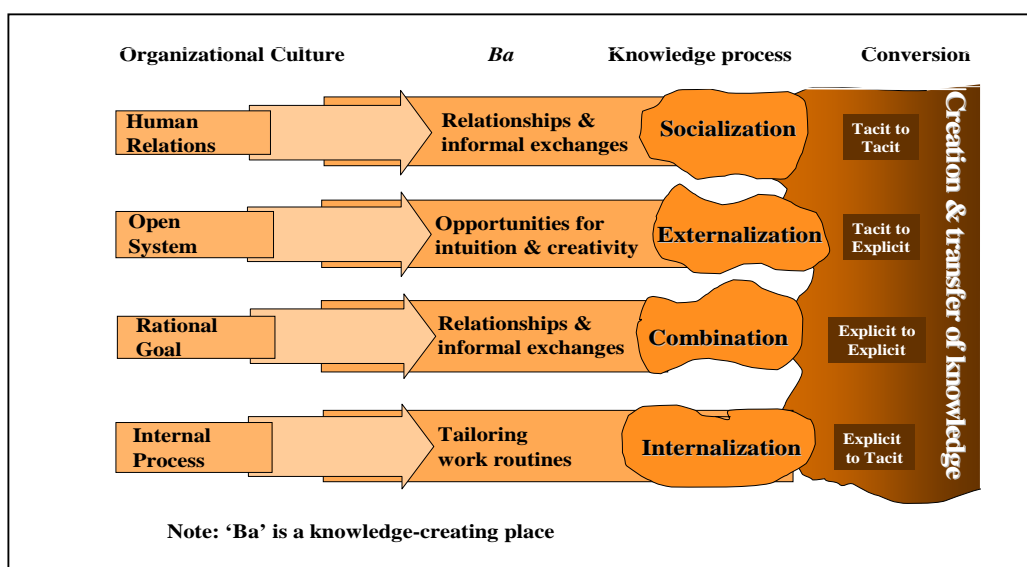 Organizational Culture
Ba
Knowledge process
Conversion
Human
Relations
Relationships &
informal exchanges
Socialization
Tacit to
Tacit
Open
System
Opportunities for
intuition & creativity
Externalization
Tacit to
Explicit
Rational
Goal
Relationships &
informal exchanges
Combination
Explicit to
Explicit
Internal
Process
Tailoring
work routines
Internalization
Explicit
to Tacit
Creation & transfer of knowledge
Note: ‘Ba’ is a knowledge-creating place